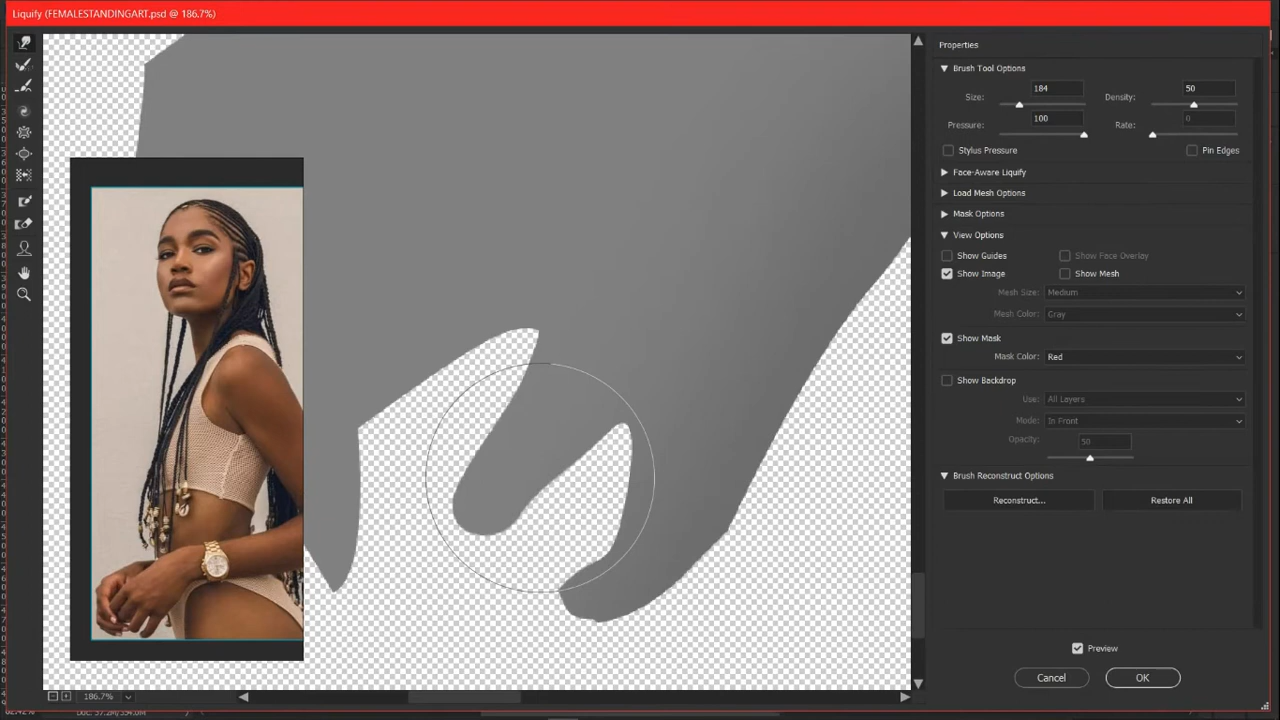 Liquify (FEMALESTANDINGART.psd @ 186.7%)
Properties
Brush Tool Options
Size: 184 Density: 50
Pressure: 100 Rate: 0
Stylus Pressure Pin Edges
Face-Aware Liquify
Load Mesh Options
Mask Options
View Options
Show Guides Show Face Overlay
Show Image Show Mesh
Mesh Size: Medium
Mesh Color: Gray
Show Mask
Mask Color: Red
Show Backdrop
Use: All Layers
Mode: In Front
Opacity: 50
Brush Reconstruct Options
Reconstruct... Restore All
Preview
Cancel OK
186.7%